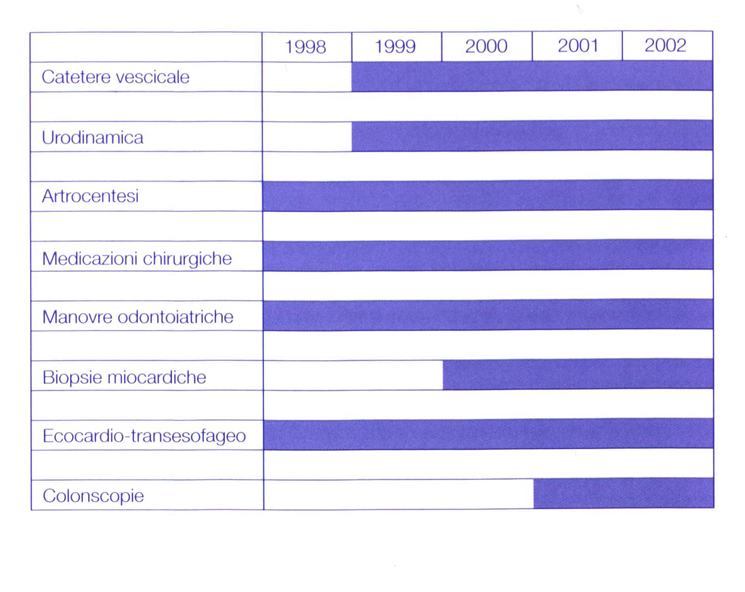 1998 1999 2000 2001 2002
Catetere vescicale
Urodinamica
Artrocentesi
Medicazioni chirurgiche
Manovre odontoiatriche
Biopsie miocardiche
Ecocardio-transesofageo
Colonscopie